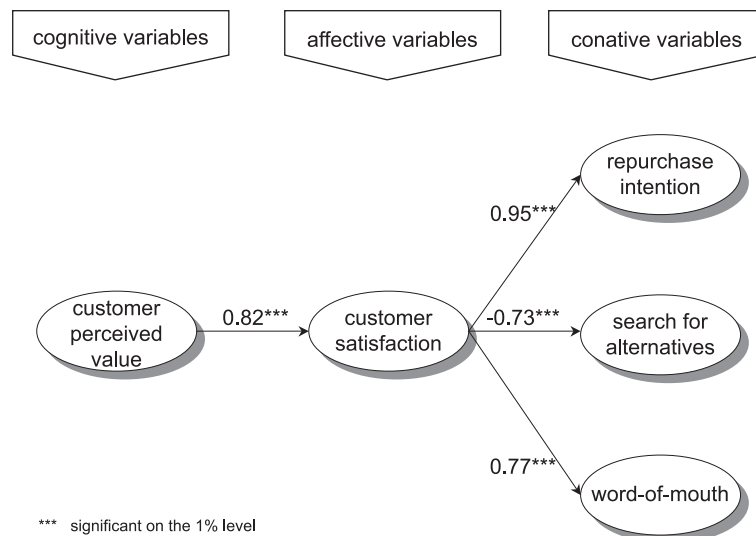 cognitive variables
affective variables
conative variables
repurchase
intention
0.95***
customer
perceived
value
0.82***
customer
satisfaction
-0.73***
search for
alternatives
0.77***
word-of-mouth
*** significant on the 1% level